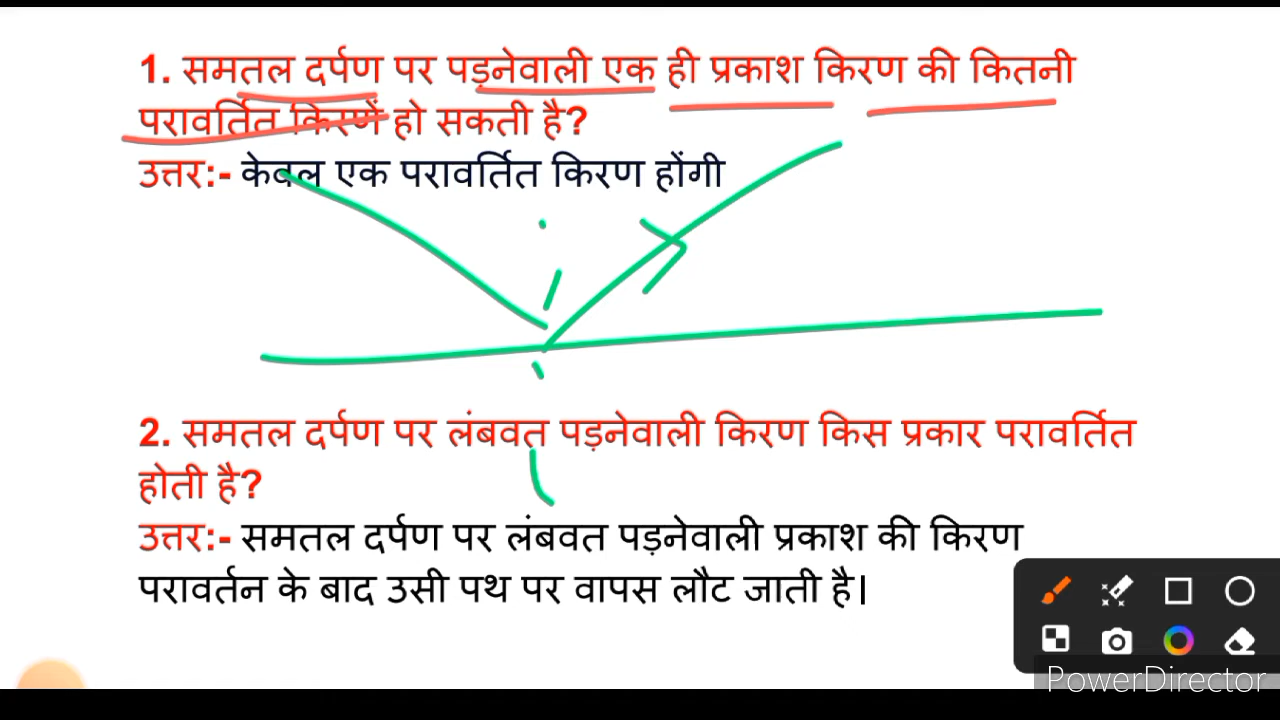 1. समतल दर्पण पर पड़नेवाली एक ही प्रकाश किरण की कितनी
परावर्तित किरणें हो सकती है?
उत्तर:- केवल एक परावर्तित किरण होंगी
2. समतल दर्पण पर लंबवत पड़नेवाली किरण किस प्रकार परावर्तित
होती है?
उत्तर:- समतल दर्पण पर लंबवत पड़नेवाली प्रकाश की किरण
परावर्तन के बाद उसी पथ पर वापस लौट जाती है।
PowerDirector